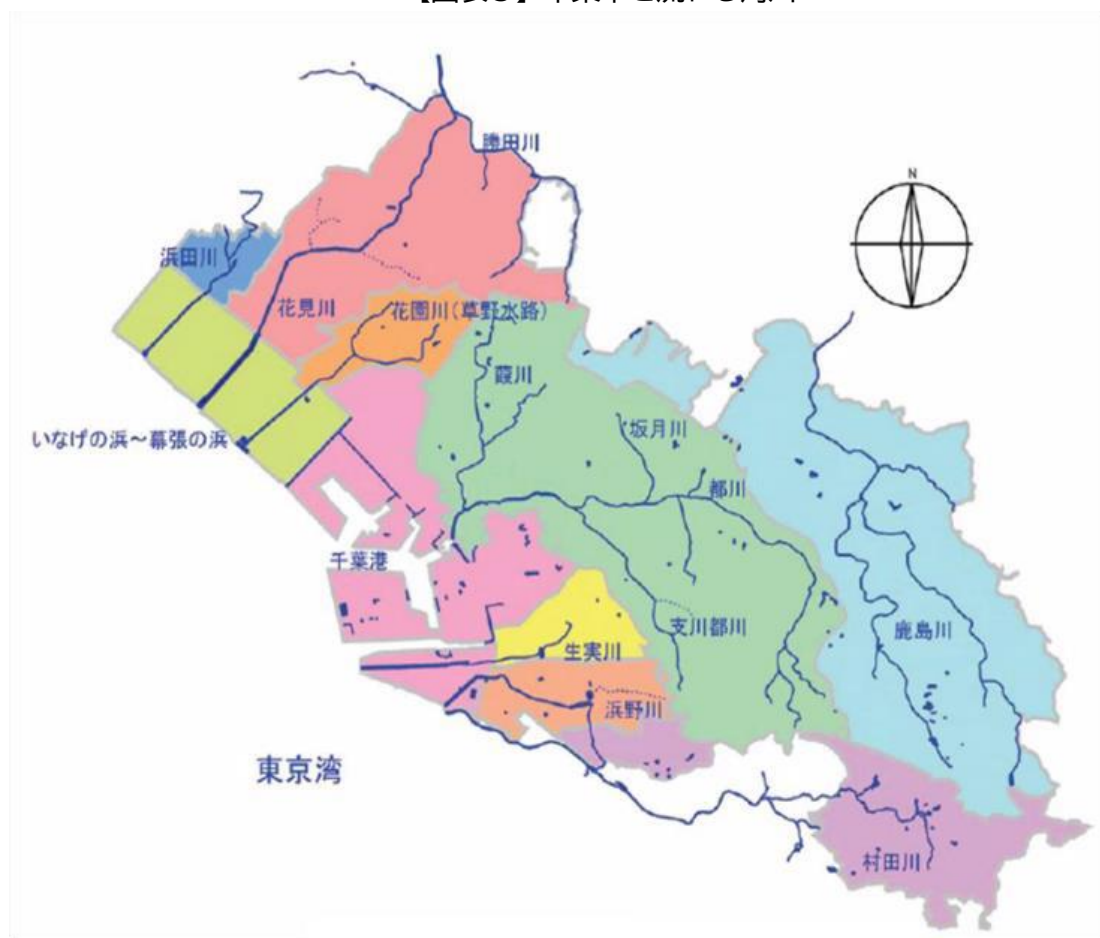 N
勝田川
浜田川
花見川
花園川(草野水路)
葭川
いなげの浜～幕張の浜
坂月川
都川
千葉港
支川都川
鹿島川
生実川
浜野川
東京湾
村田川